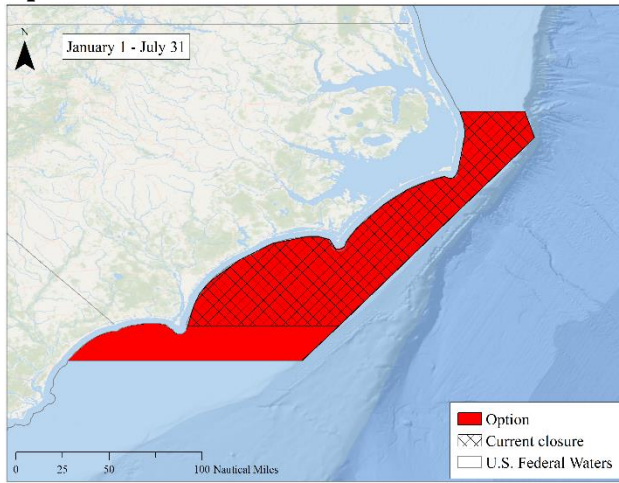 N
January 1 - July 31
Option
Current closure
U.S. Federal Waters
0 25 50 100 Nautical Miles